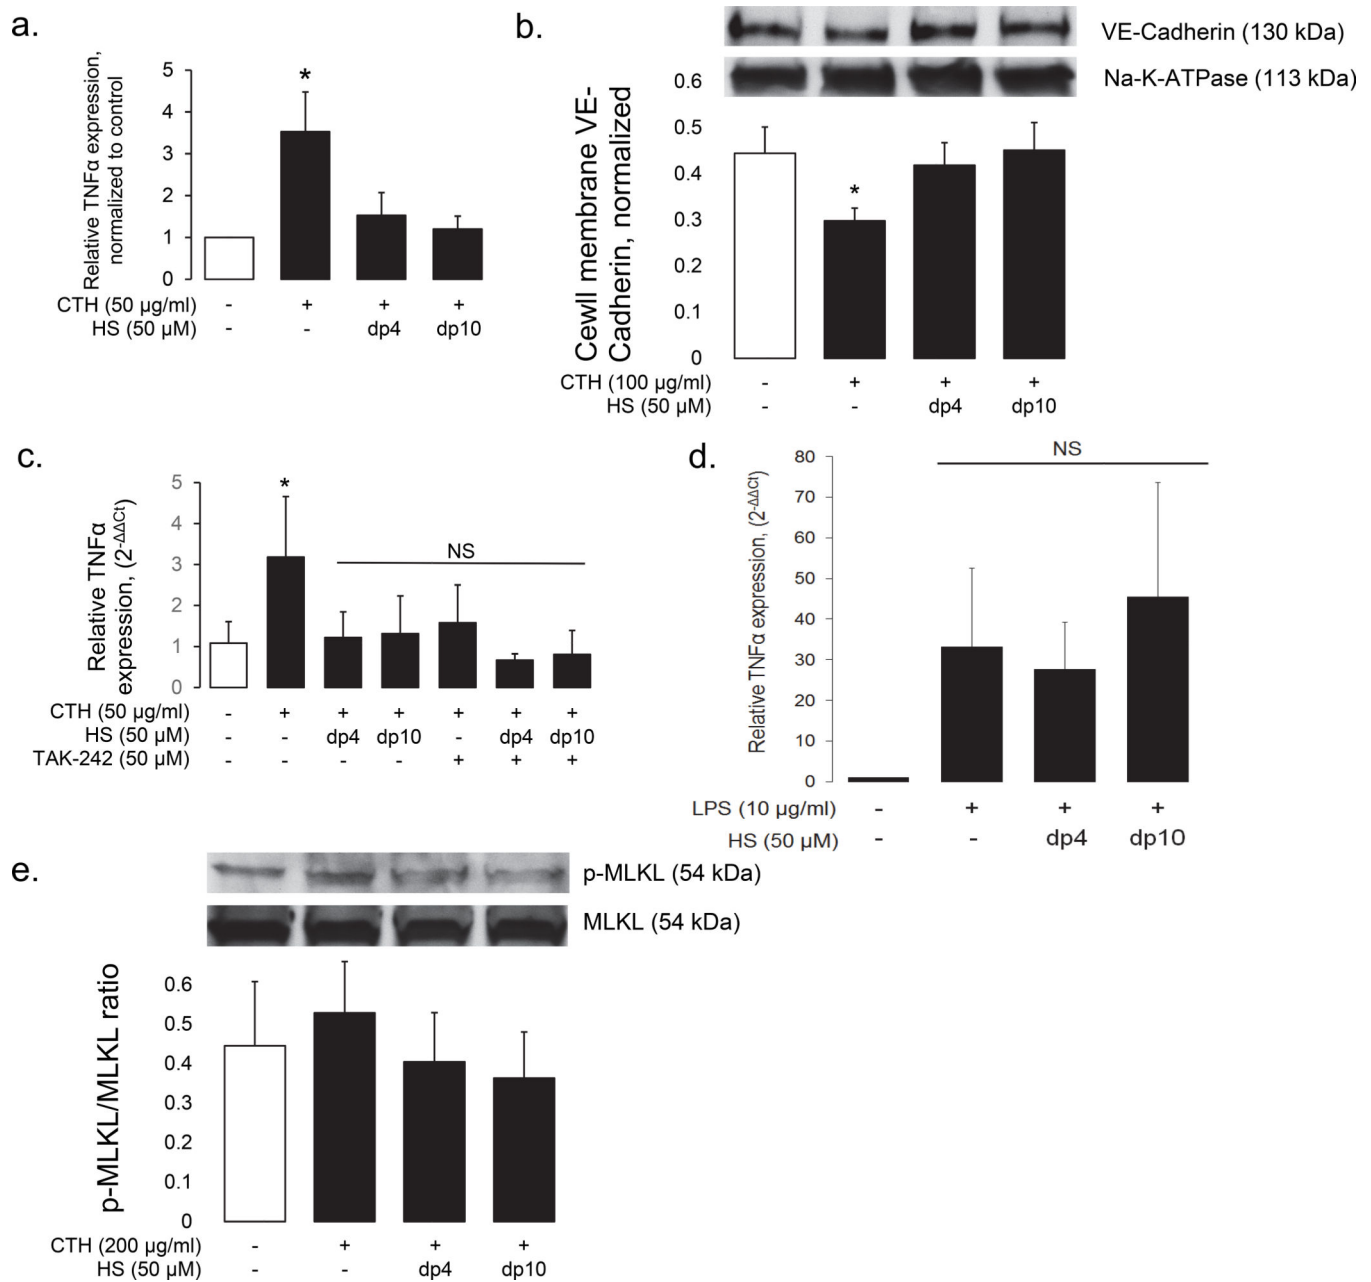 a.
Relative TNFα expression,
normalized to control
5
4
3
2
1
0
*
CTH (50 µg/ml) - + + +
HS (50 µM) - - dp4 dp10
b.
VE-Cadherin (130 kDa)
Na-K-ATPase (113 kDa)
Cewll membrane VE-
Cadherin, normalized
0.6
0.5
0.4
0.3
0.2
0.1
0
*
CTH (100 µg/ml) - + + +
HS (50 µM) - - dp4 dp10
c.
Relative TNFα
expression, (2-ΔΔCt)
5
4
3
2
1
0
*
NS
CTH (50 µg/ml) - + + + + + +
HS (50 µM) - - dp4 dp10 - dp4 dp10
TAK-242 (50 µM) - - - - + + +
d.
Relative TNFα expression, (2-ΔΔCt)
80
70
60
50
40
30
20
10
0
NS
LPS (10 µg/ml) - + + +
HS (50 µM) - - dp4 dp10
e.
p-MLKL (54 kDa)
MLKL (54 kDa)
p-MLKL/MLKL ratio
0.6
0.5
0.4
0.3
0.2
0.1
0
CTH (200 µg/ml) - + + +
HS (50 µM) - - dp4 dp10